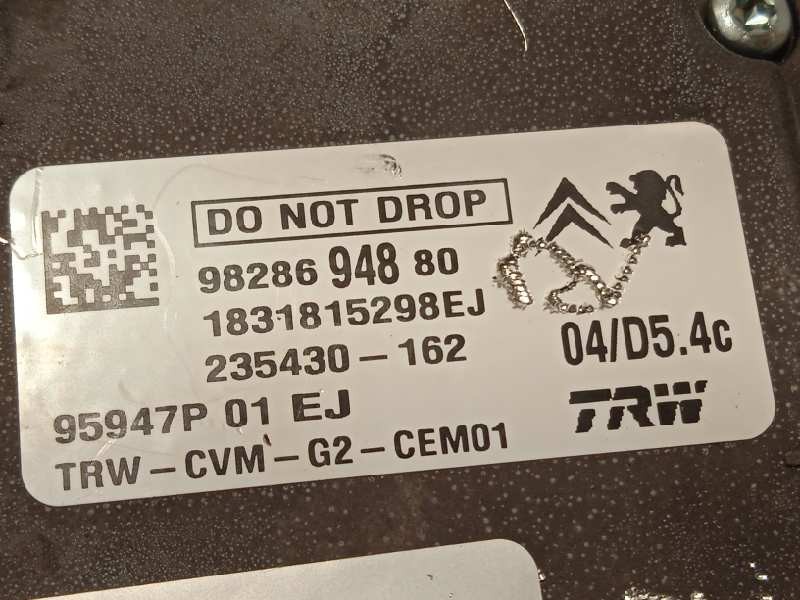 DO NOT DROP
98286 948 80
1831815298EJ
235430-162
04/D5.4c
95947P 01 EJ
TRW
TRW-CVM-G2-CEM01